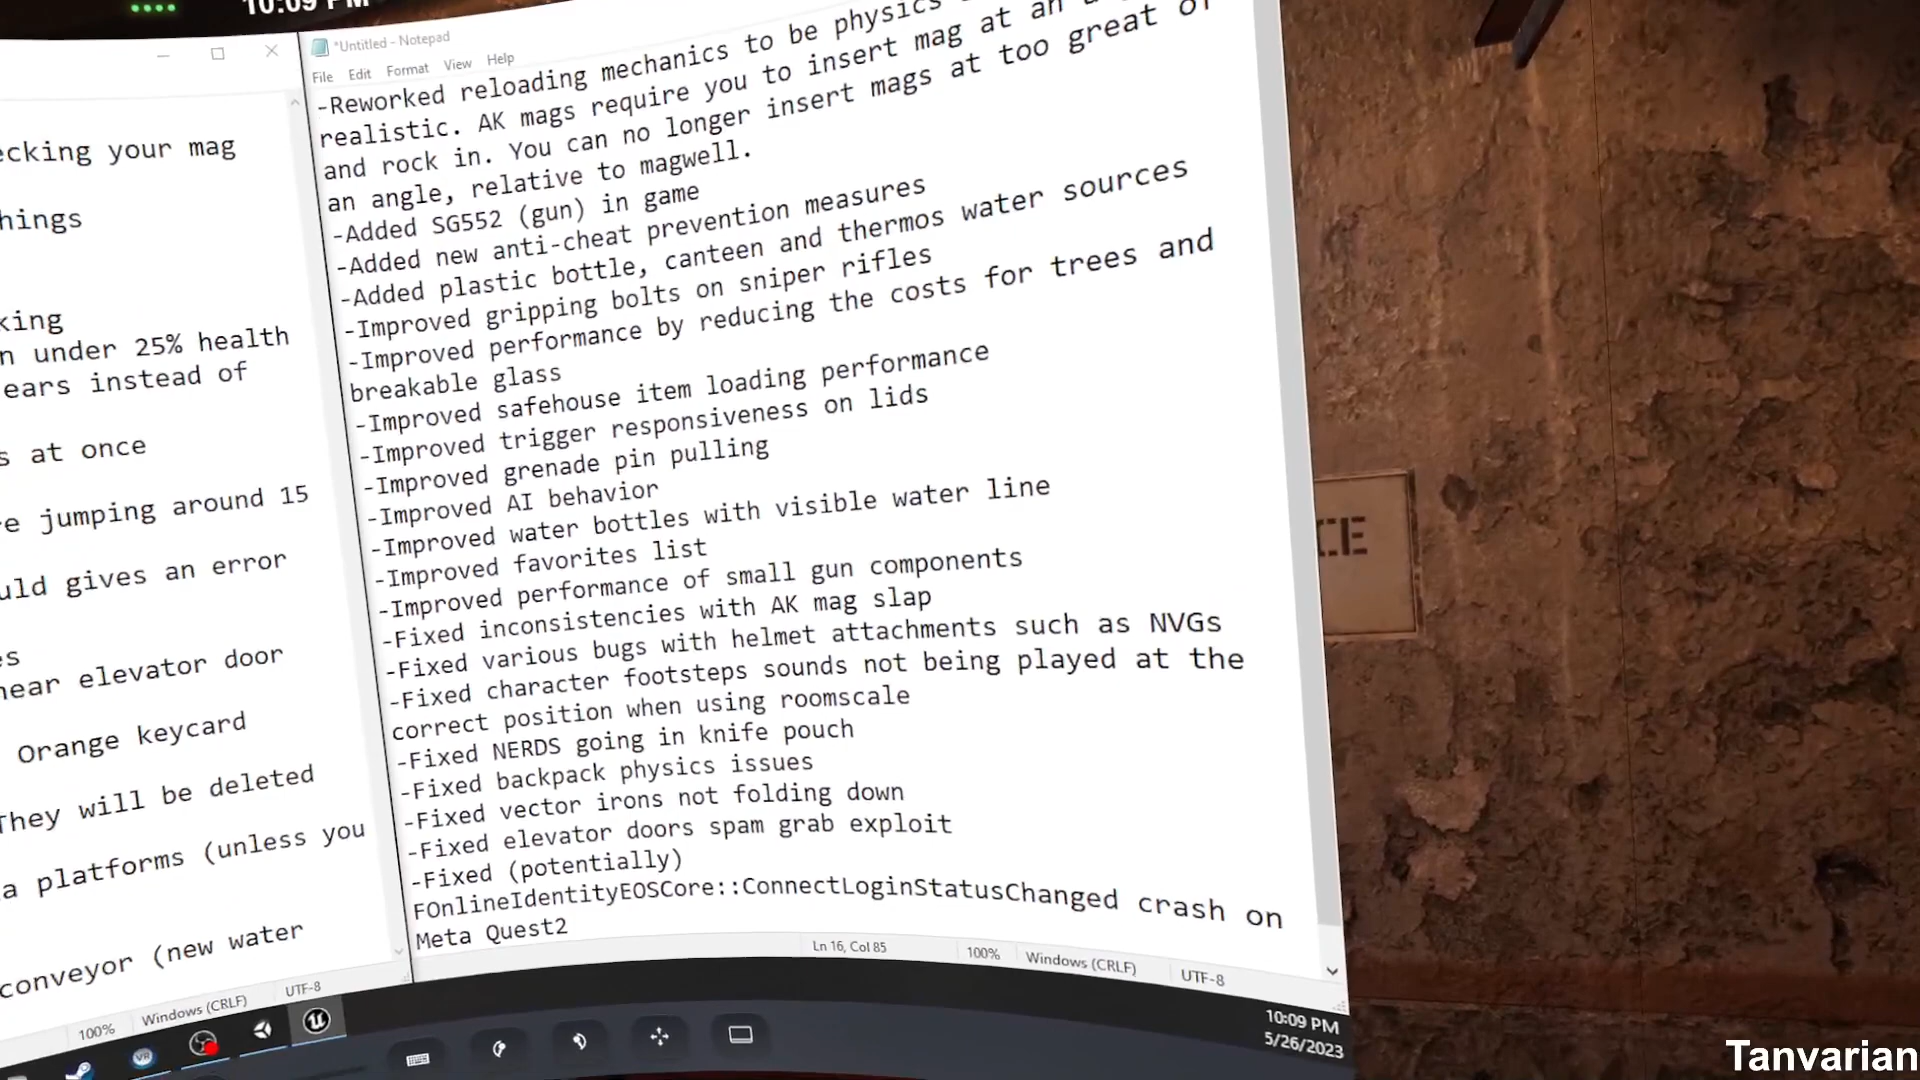 10:09 PM
*Untitled - Notepad
File Edit Format View Help
-Reworked reloading mechanics to be physics
realistic. AK mags require you to insert mag at an
and rock in. You can no longer insert mags at too great of
an angle, relative to magwell.
-Added SG552 (gun) in game
-Added new anti-cheat prevention measures
-Added plastic bottle, canteen and thermos water sources
-Improved gripping bolts on sniper rifles
-Improved performance by reducing the costs for trees and
breakable glass
-Improved safehouse item loading performance
-Improved trigger responsiveness on lids
-Improved grenade pin pulling
-Improved AI behavior
-Improved water bottles with visible water line
-Improved favorites list
-Improved performance of small gun components
-Fixed inconsistencies with AK mag slap
-Fixed various bugs with helmet attachments such as NVGs
-Fixed character footsteps sounds not being played at the
correct position when using roomscale
-Fixed NERDS going in knife pouch
-Fixed backpack physics issues
-Fixed vector irons not folding down
-Fixed elevator doors spam grab exploit
-Fixed (potentially)
FOnlineIdentityEOSCore::ConnectLoginStatusChanged crash on
Meta Quest2
Ln 16, Col 85 100% Windows (CRLF) UTF-8
ecking your mag
hings
king
n under 25% health
ears instead of
s at once
e jumping around 15
uld gives an error
es
near elevator door
Orange keycard
They will be deleted
a platforms (unless you
conveyor (new water
100% Windows (CRLF) UTF-8
VR
10:09 PM
5/26/2023
CE
Tanvarian